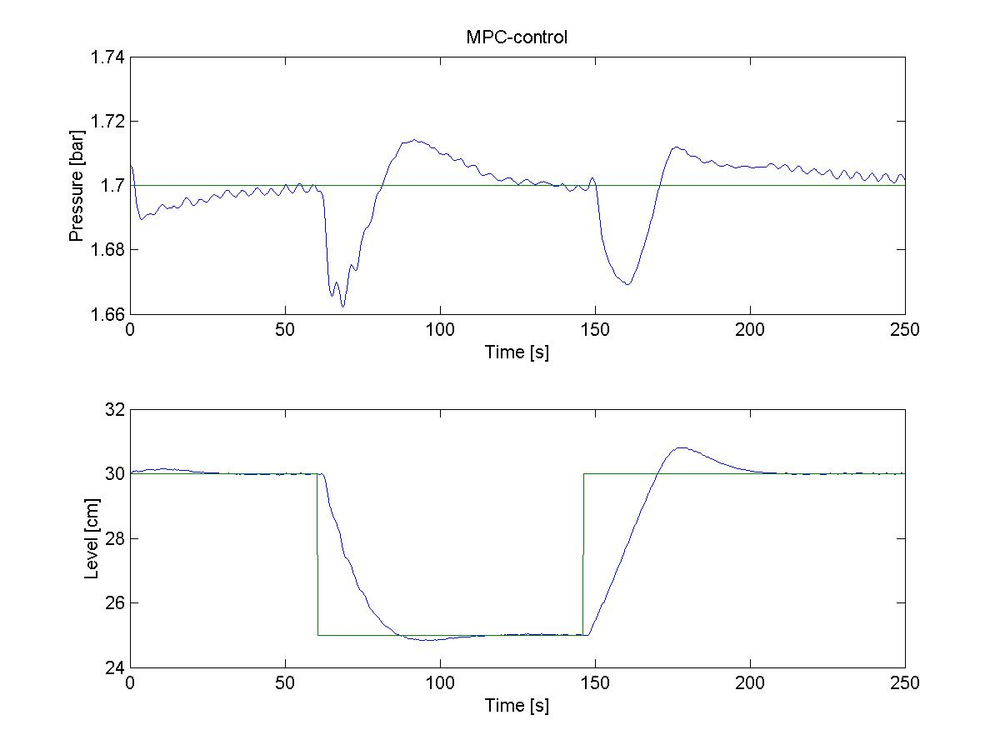 MPC-control
1.74
1.72
1.7
1.68
1.66
Pressure [bar]
0 50 100 150 200 250
Time [s]
32
30
28
26
24
Level [cm]
0 50 100 150 200 250
Time [s]